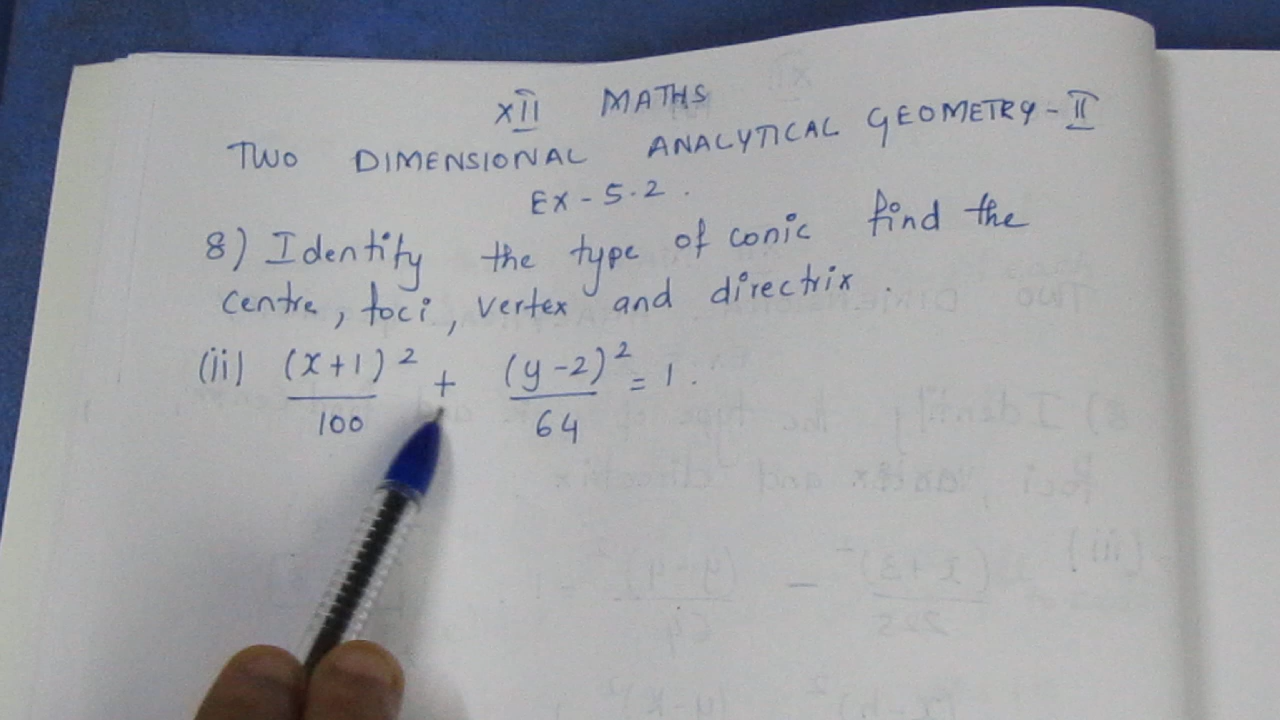 XII MATHS
TWO DIMENSIONAL ANALYTICAL GEOMETRY - II
EX - 5.2 .
8) Identify the type of conic find the
centre, foci, vertex and directrix .
(ii) (x+1)²/100 + (y-2)²/64 = 1 .